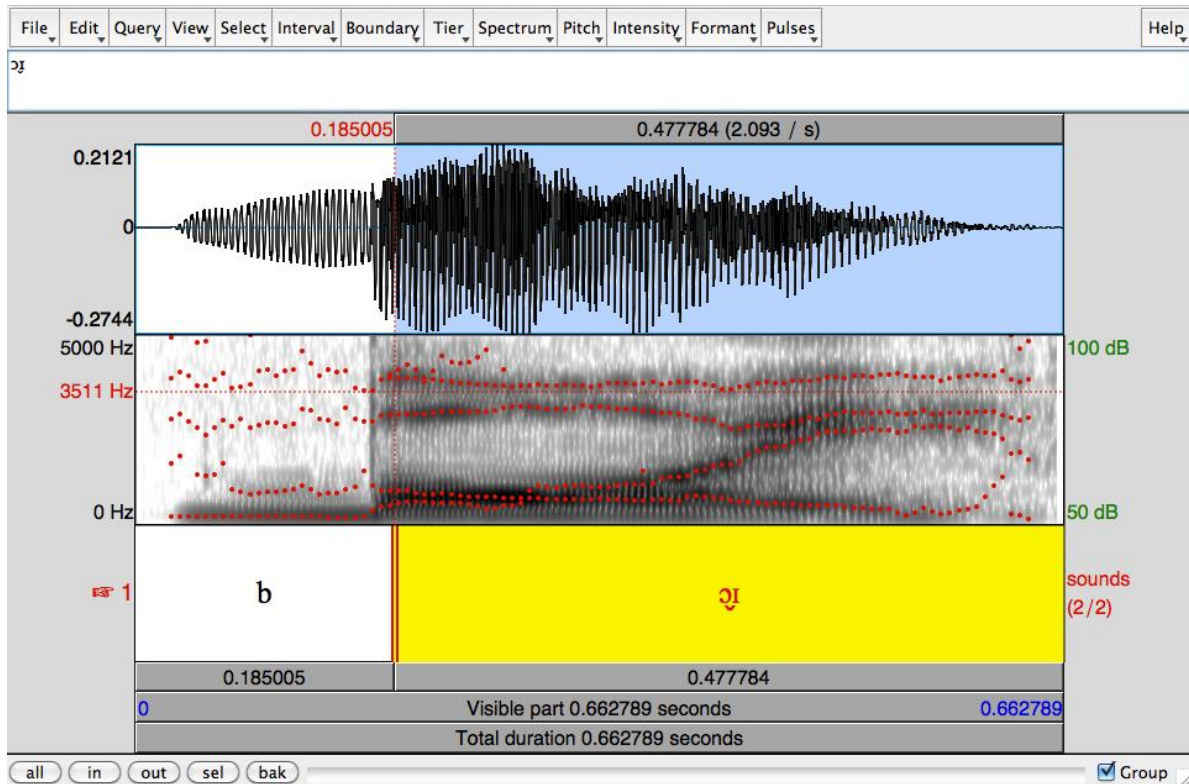 File Edit Query View Select Interval Boundary Tier Spectrum Pitch Intensity Formant Pulses Help
ɔɪ̯
0.185005 0.477784 (2.093 / s)
0.2121
0
-0.2744
5000 Hz 100 dB
3511 Hz
0 Hz 50 dB
☞ 1 b ɔɪ̯ sounds
(2/2)
0.185005 0.477784
0 Visible part 0.662789 seconds 0.662789
Total duration 0.662789 seconds
all in out sel bak Group